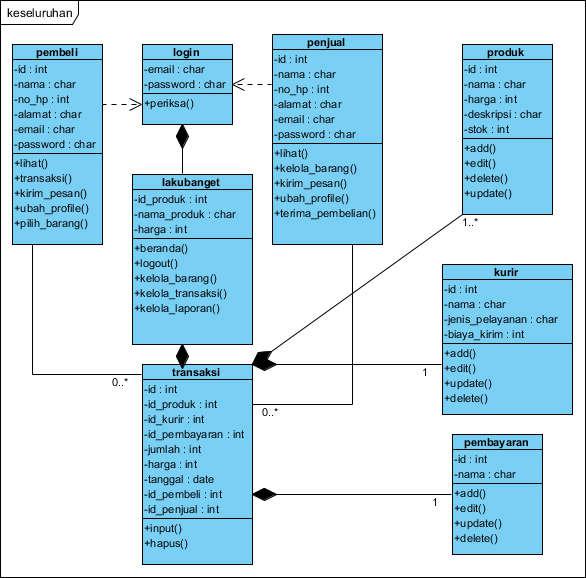 keseluruhan
pembeli
-id : int
-nama : char
-no_hp : int
-alamat : char
-email : char
-password : char
+lihat()
+transaksi()
+kirim_pesan()
+ubah_profile()
+pilih_barang()
login
-email : char
-password : char
+periksa()
penjual
-id : int
-nama : char
-no_hp : int
-alamat : char
-email : char
-password : char
+lihat()
+kelola_barang()
+kirim_pesan()
+ubah_profile()
+terima_pembelian()
produk
-id : int
-nama : char
-harga : int
-deskripsi : char
-stok : int
+add()
+edit()
+delete()
+update()
lakubanget
-id_produk : int
-nama_produk : char
-harga : int
+beranda()
+logout()
+kelola_barang()
+kelola_transaksi()
+kelola_laporan()
1..*
kurir
-id : int
-nama : char
-jenis_pelayanan : char
-biaya_kirim : int
+add()
+edit()
+update()
+delete()
0..*
1
0..*
transaksi
-id : int
-id_produk : int
-id_kurir : int
-id_pembayaran : int
-jumlah : int
-harga : int
-tanggal : date
-id_pembeli : int
-id_penjual : int
+input()
+hapus()
1
pembayaran
-id : int
-nama : char
+add()
+edit()
+update()
+delete()